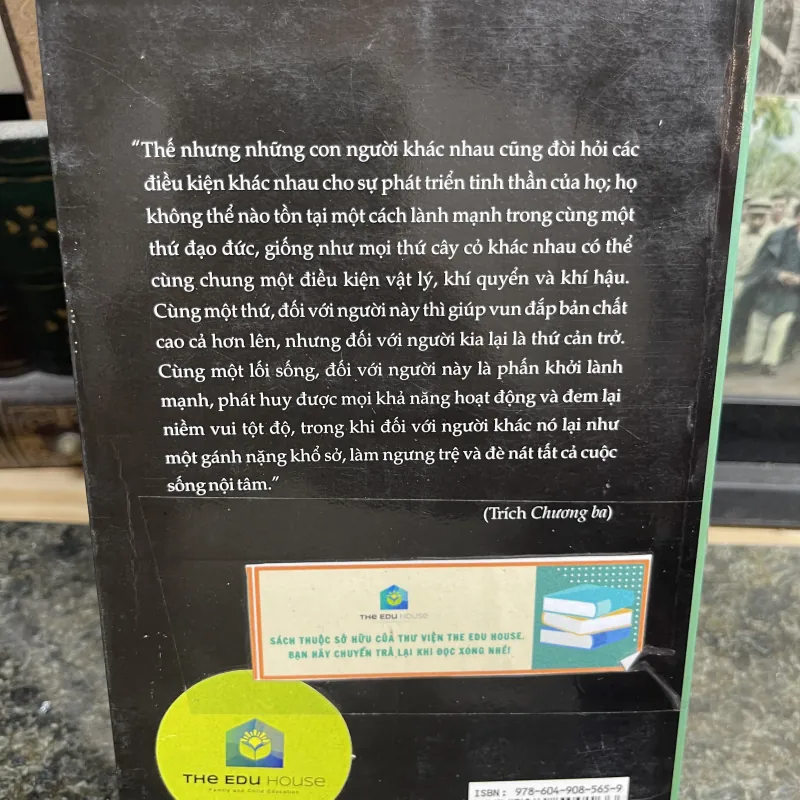 “Thế nhưng những con người khác nhau cũng đòi hỏi các
điều kiện khác nhau cho sự phát triển tinh thần của họ; họ
không thể nào tồn tại một cách lành mạnh trong cùng một
thứ đạo đức, giống như mọi thứ cây cỏ khác nhau có thể
cùng chung một điều kiện vật lý, khí quyển và khí hậu.
Cùng một thứ, đối với người này thì giúp vun đắp bản chất
cao cả hơn lên, nhưng đối với người kia lại là thứ cản trở.
Cùng một lối sống, đối với người này là phấn khởi lành
mạnh, phát huy được mọi khả năng hoạt động và đem lại
niềm vui tột độ, trong khi đối với người khác nó lại như
một gánh nặng khổ sở, làm ngưng trệ và đè nát tất cả cuộc
sống nội tâm.”
(Trích Chương ba)
THE EDU HOUSE
SÁCH THUỘC SỞ HỮU CỦA THƯ VIỆN THE EDU HOUSE.
BẠN HÃY CHUYỂN TRẢ LẠI KHI ĐỌC XONG NHÉ!
THE EDU HOUSE
Family and Child Education
ISBN: 978-604-908-565-9